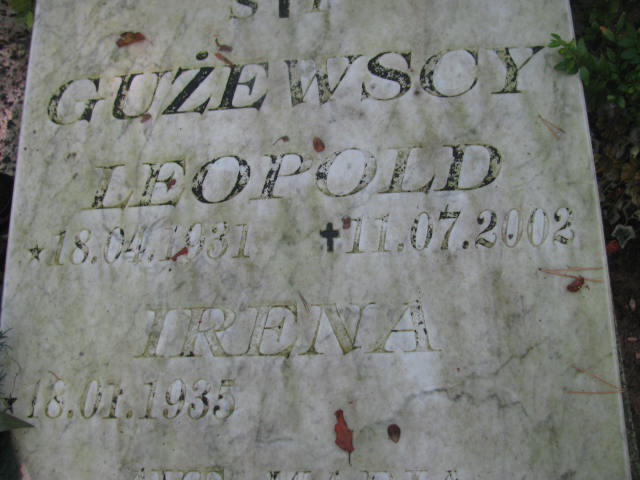 GUŻEWSCY
LEOPOLD
★18.04.1931 ✝11.07.2002
IRENA
★18.01.1935